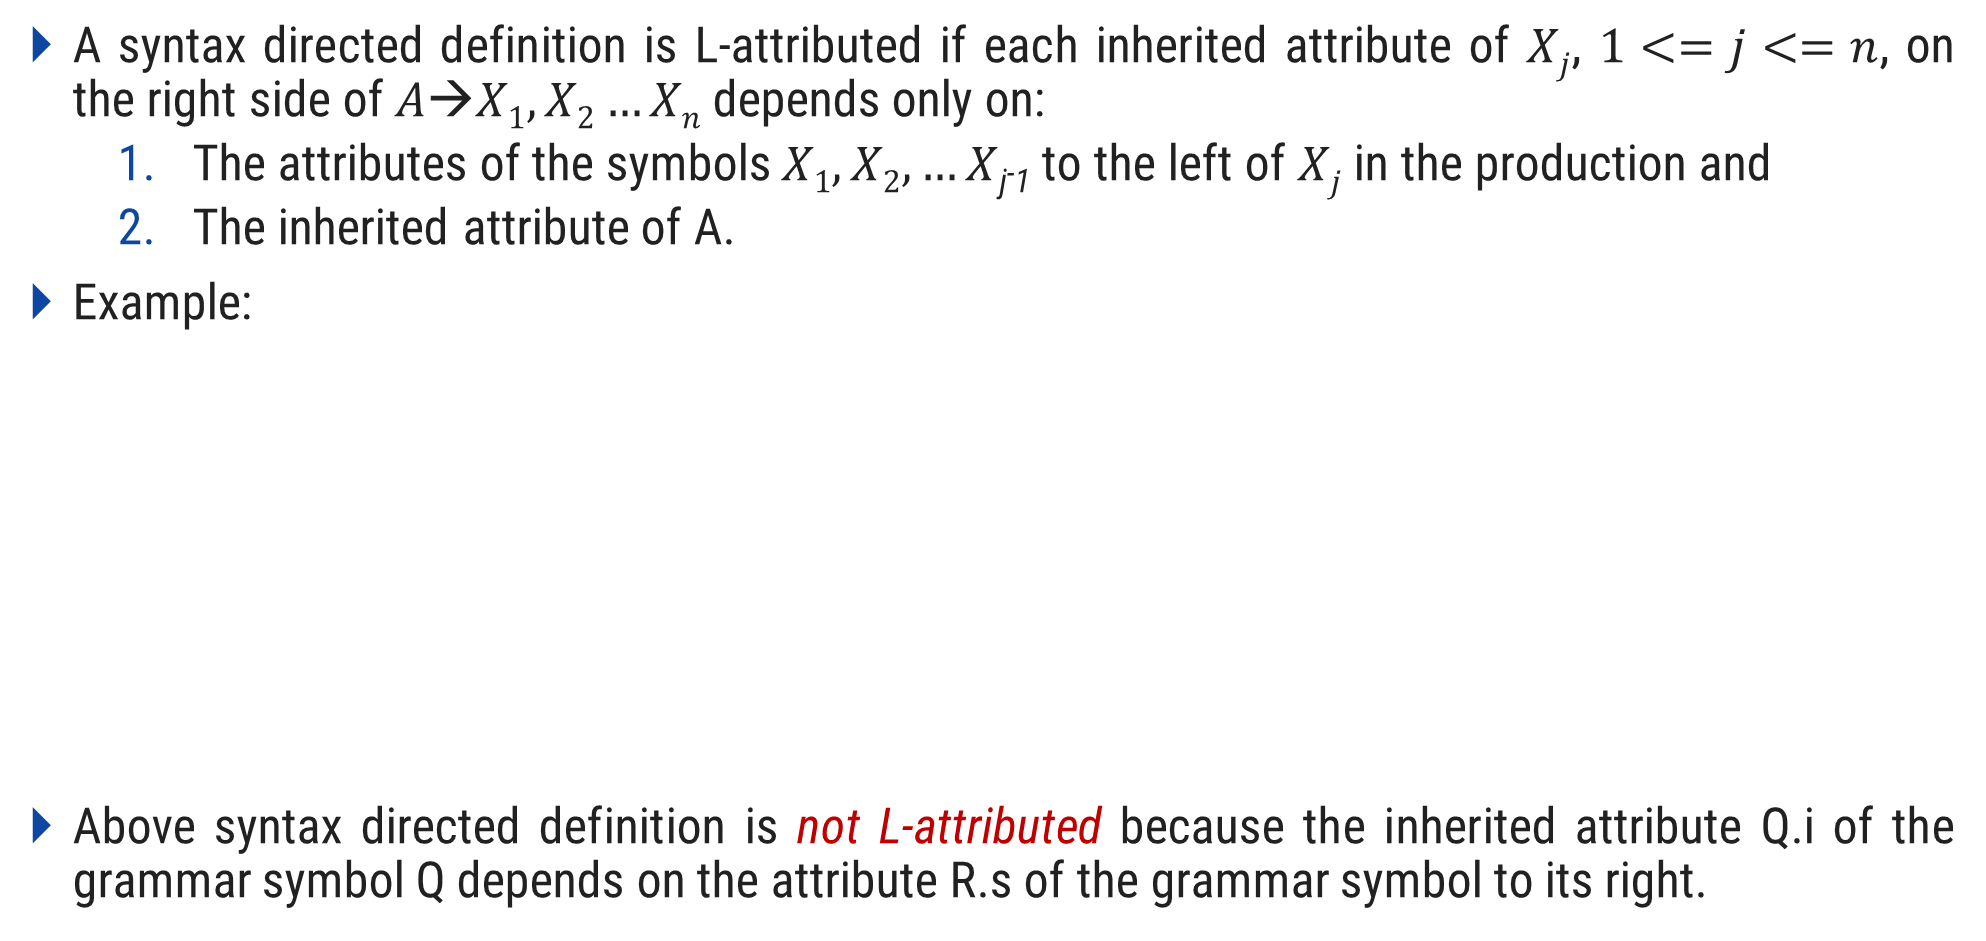 A syntax directed definition is L-attributed if each inherited attribute of X_j, 1 <= j <= n, on
the right side of A→X_1, X_2 ... X_n depends only on:
1. The attributes of the symbols X_1, X_2, ... X_j-1 to the left of X_j in the production and
2. The inherited attribute of A.
Example:
Above syntax directed definition is not L-attributed because the inherited attribute Q.i of the
grammar symbol Q depends on the attribute R.s of the grammar symbol to its right.